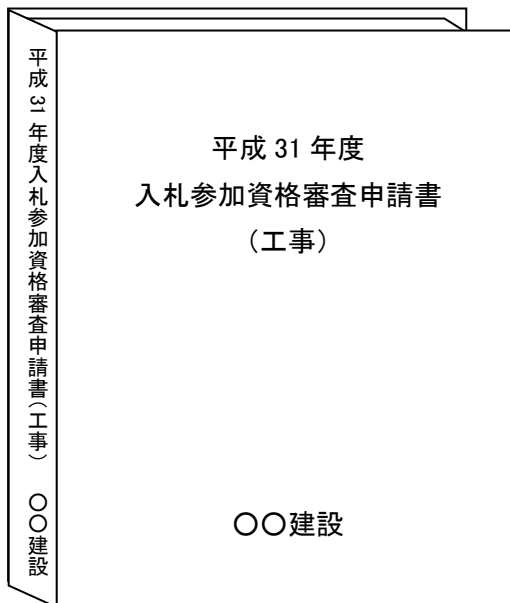 平成 31 年度入札参加資格審査申請書（工事）　〇〇建設
平成 31 年度
入札参加資格審査申請書
（工事）
〇〇建設